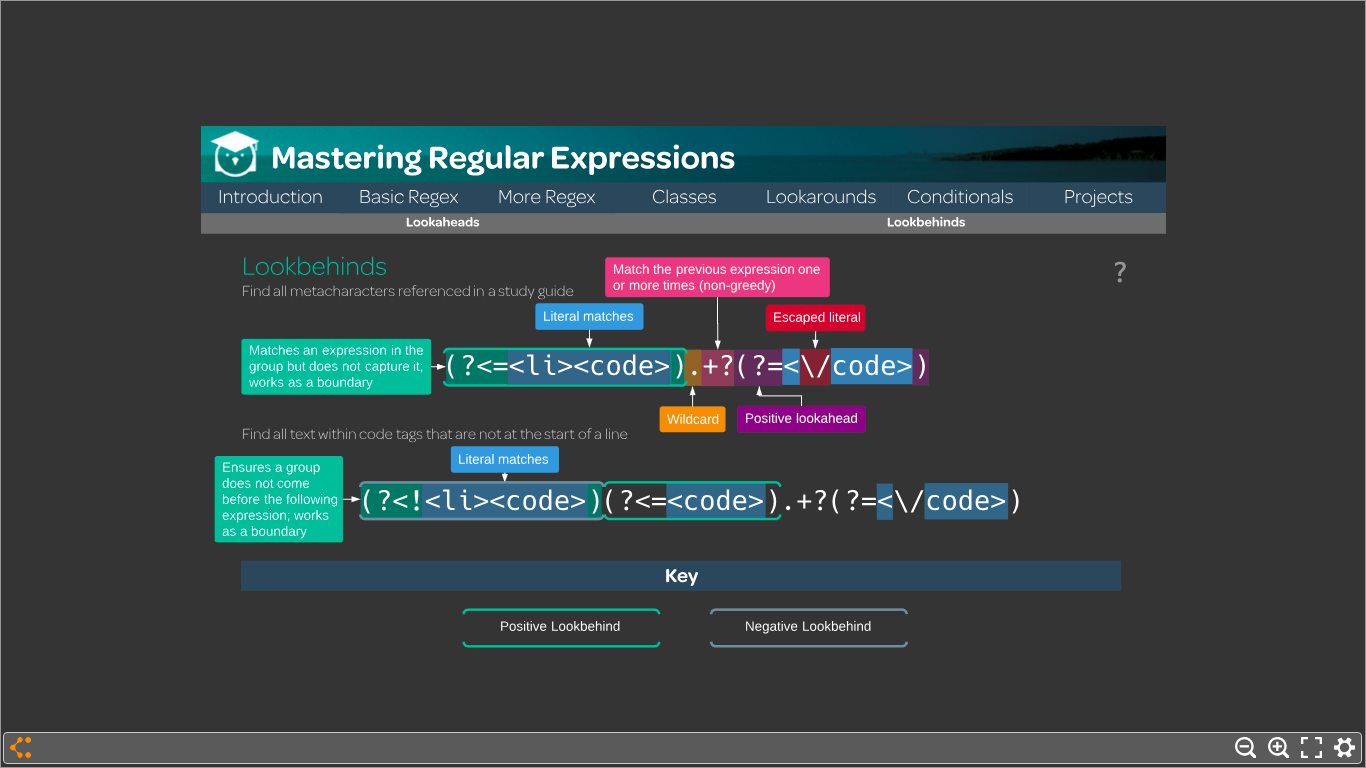 Mastering Regular Expressions
Introduction Basic Regex More Regex Classes Lookarounds Conditionals Projects
Lookaheads Lookbehinds
Lookbehinds
?
Find all metacharacters referenced in a study guide
Match the previous expression one
or more times (non-greedy)
Literal matches
Escaped literal
Matches an expression in the
group but does not capture it;
works as a boundary
(?<=<li><code>).+?(?=<\/code>)
Wildcard
Positive lookahead
Find all text within code tags that are not at the start of a line
Literal matches
Ensures a group
does not come
before the following
expression; works
as a boundary
(?<!<li><code>)(?<=<code>).+?(?=<\/code>)
Key
Positive Lookbehind
Negative Lookbehind